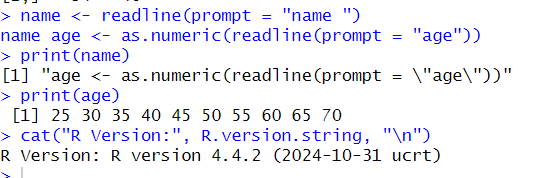 > name <- readline(prompt = "name ")
name age <- as.numeric(readline(prompt = "age"))
> print(name)
[1] "age <- as.numeric(readline(prompt = \"age\"))"
> print(age)
 [1] 25 30 35 40 45 50 55 60 65 70
> cat("R Version:", R.version.string, "\n")
R Version: R version 4.4.2 (2024-10-31 ucrt)
>